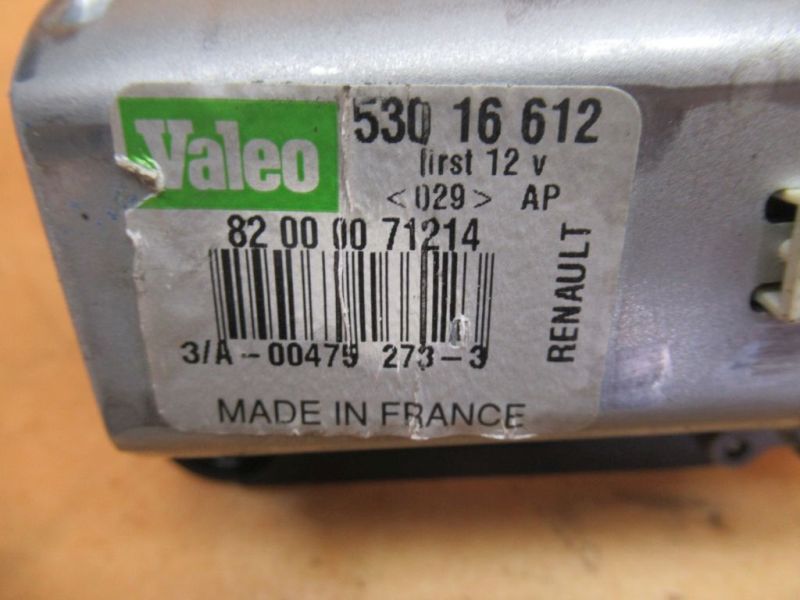 Valeo
530 16 612
first 12 v
<029> AP
82 00 00 71214
RENAULT
3/A-00475 273-3
MADE IN FRANCE